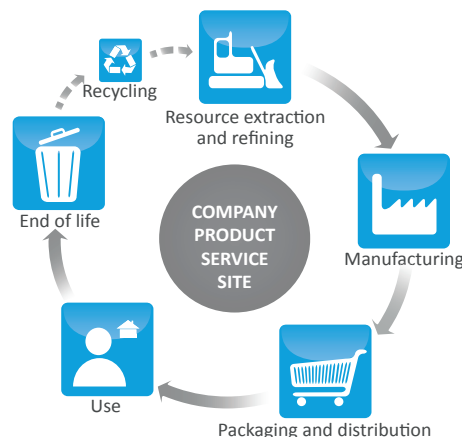 Recycling
Resource extraction
and refining
End of life
COMPANY
PRODUCT
SERVICE
SITE
Manufacturing
Use
Packaging and distribution